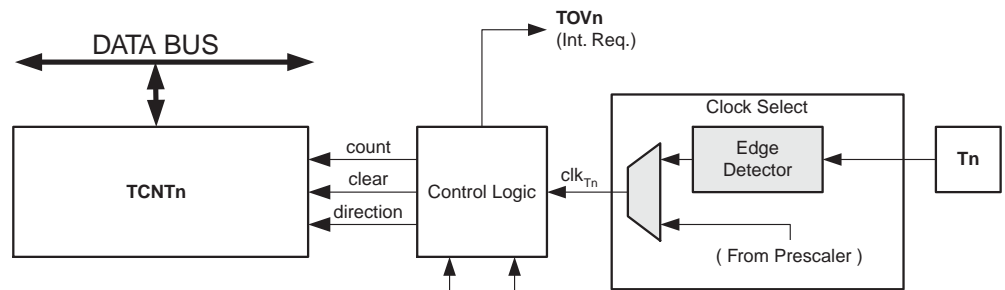 TOVn
(Int. Req.)
DATA BUS
Clock Select
count
Edge
Detector
Tn
TCNTn
clear
Control Logic
clkTn
direction
( From Prescaler )